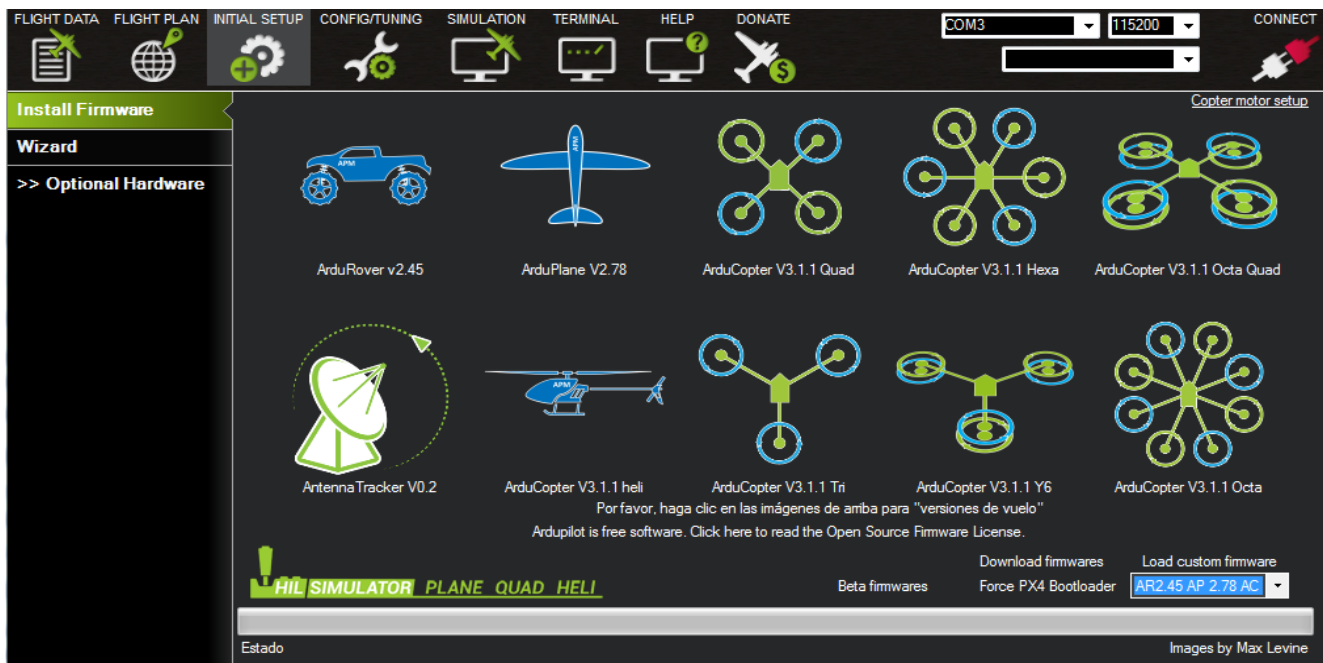 FLIGHT DATA FLIGHT PLAN INITIAL SETUP CONFIG/TUNING SIMULATION TERMINAL HELP DONATE COM3 115200 CONNECT
Install Firmware
Wizard
>> Optional Hardware
Copter motor setup
APM APM
ArduRover v2.45 ArduPlane V2.78 ArduCopter V3.1.1 Quad ArduCopter V3.1.1 Hexa ArduCopter V3.1.1 Octa Quad
APM
AntennaTracker V0.2 ArduCopter V3.1.1 heli ArduCopter V3.1.1 Tri ArduCopter V3.1.1 Y6 ArduCopter V3.1.1 Octa
Por favor, haga clic en las imágenes de arriba para "versiones de vuelo"
Ardupilot is free software. Click here to read the Open Source Firmware License.
Download firmwares Load custom firmware
HIL SIMULATOR PLANE QUAD HELI Beta firmwares Force PX4 Bootloader AR2.45 AP 2.78 AC
Estado Images by Max Levine